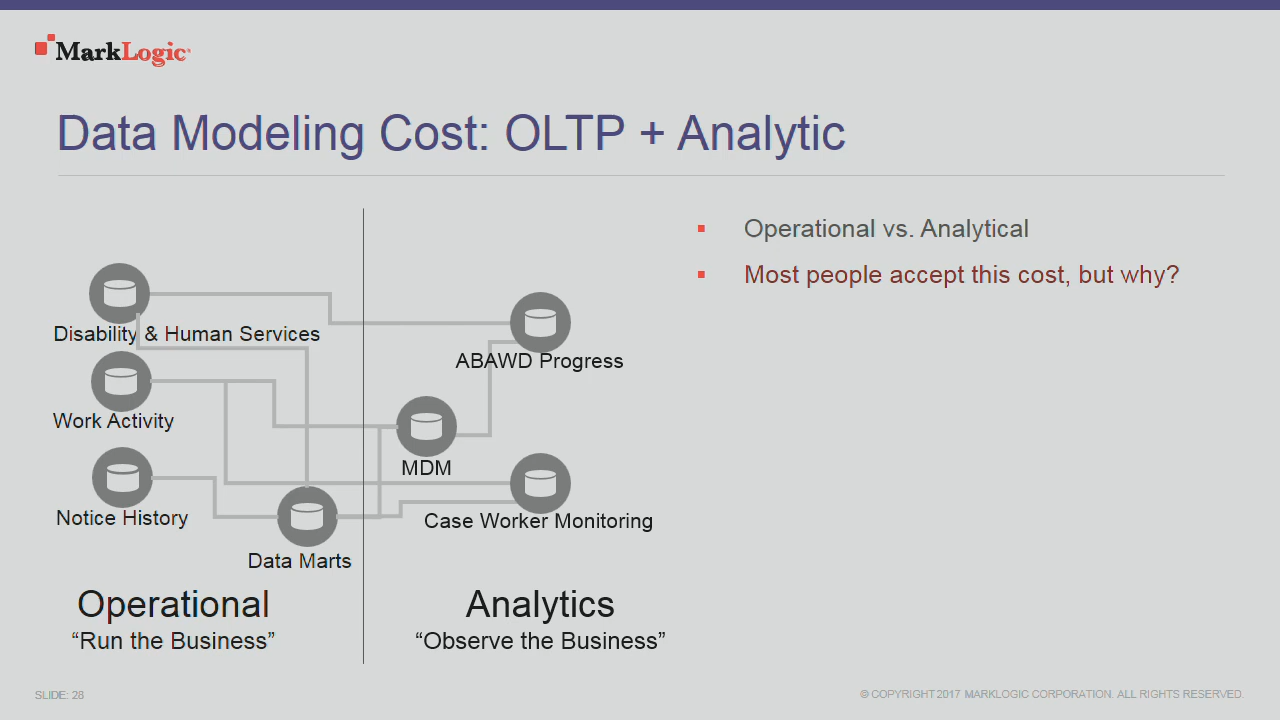 MarkLogic
Data Modeling Cost: OLTP + Analytic
Operational vs. Analytical
Most people accept this cost, but why?
Disability & Human Services
ABAWD Progress
Work Activity
MDM
Notice History
Case Worker Monitoring
Data Marts
Operational
“Run the Business”
Analytics
“Observe the Business”
SLIDE: 28
© COPYRIGHT 2017 MARKLOGIC CORPORATION. ALL RIGHTS RESERVED.